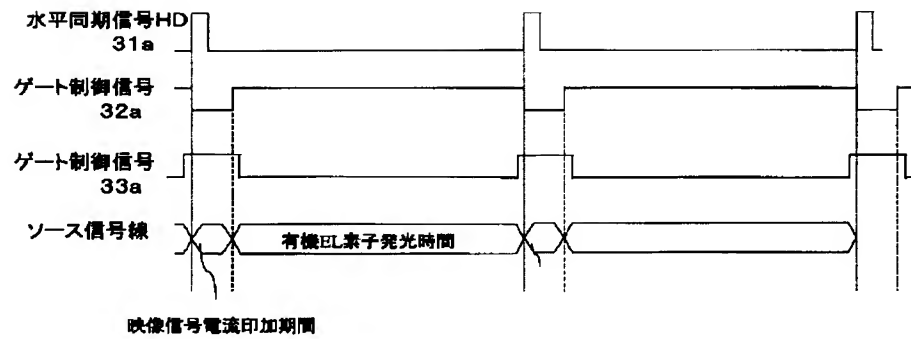 水平同期信号HD
31a
ゲート制御信号
32a
ゲート制御信号
33a
ソース信号線
有機EL素子発光時間
映像信号電流印加期間